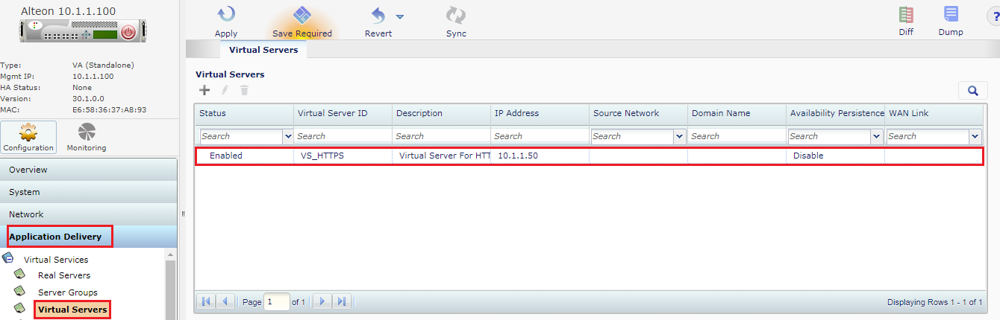 Alteon 10.1.1.100
Type: VA (Standalone)
Mgmt IP: 10.1.1.100
HA Status: None
Version: 30.1.0.0
MAC: E6:58:36:37:A8:93
Configuration Monitoring
Overview
System
Network
Application Delivery
Virtual Services
Real Servers
Server Groups
Virtual Servers
Apply Save Required Revert Sync Diff Dump ?
Virtual Servers
Virtual Servers
Status Virtual Server ID Description IP Address Source Network Domain Name Availability Persistence WAN Link
Search Search Search Search Search Search Search Search
Enabled VS_HTTPS Virtual Server For HTT 10.1.1.50 Disable
Page 1 of 1 Displaying Rows 1 - 1 of 1